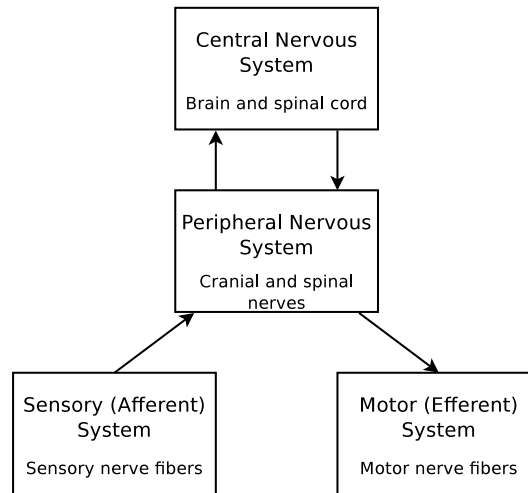 Central Nervous
System
Brain and spinal cord
Peripheral Nervous
System
Cranial and spinal
nerves
Sensory (Afferent)
System
Sensory nerve fibers
Motor (Efferent)
System
Motor nerve fibers